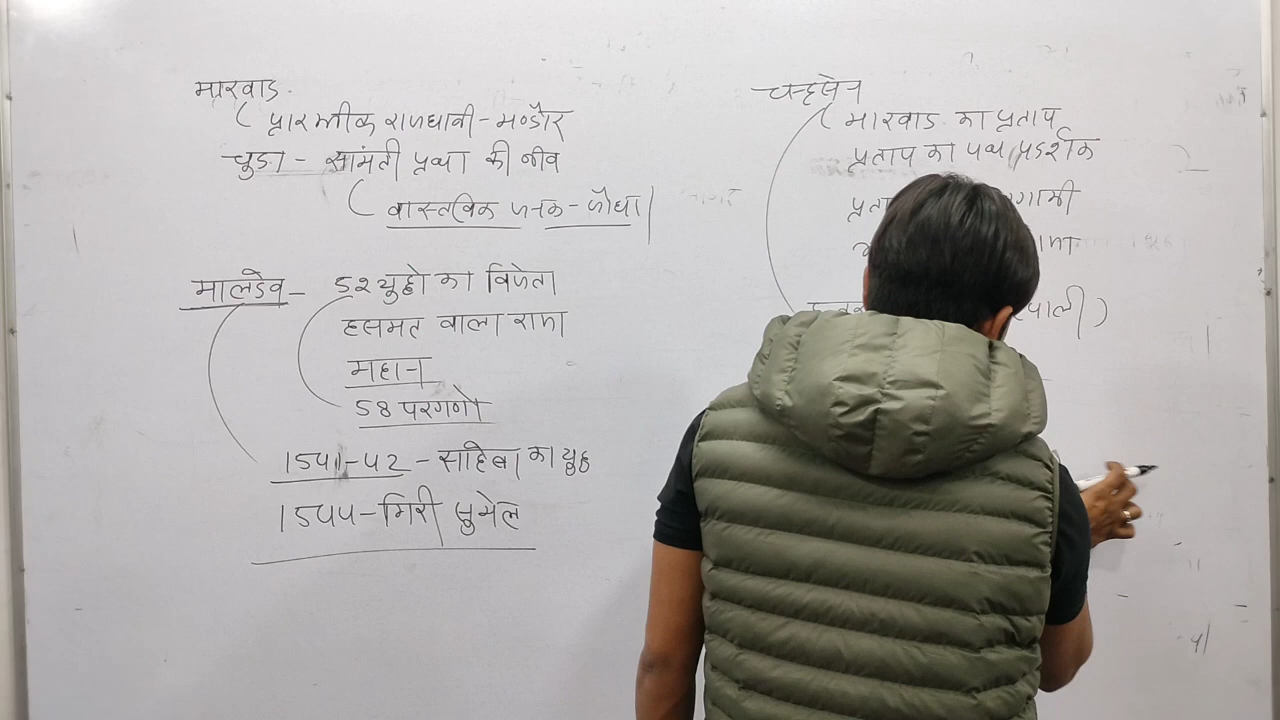 मारवाड
प्रारम्भीक राजधानी - मण्डौर
चुडा - सामंती प्रथा की नीव
वास्तविक जनक - जोधा
मालदेव - 52 युद्दो का विजेता
हसमत वाला राजा
महान
58 परगणो
1541-42 - साहेबा का युद्ध
1544 - गिरी सुमेल
चन्द्रसेन
मारवाड का प्रताप
प्रताप का पथ प्रदर्शक